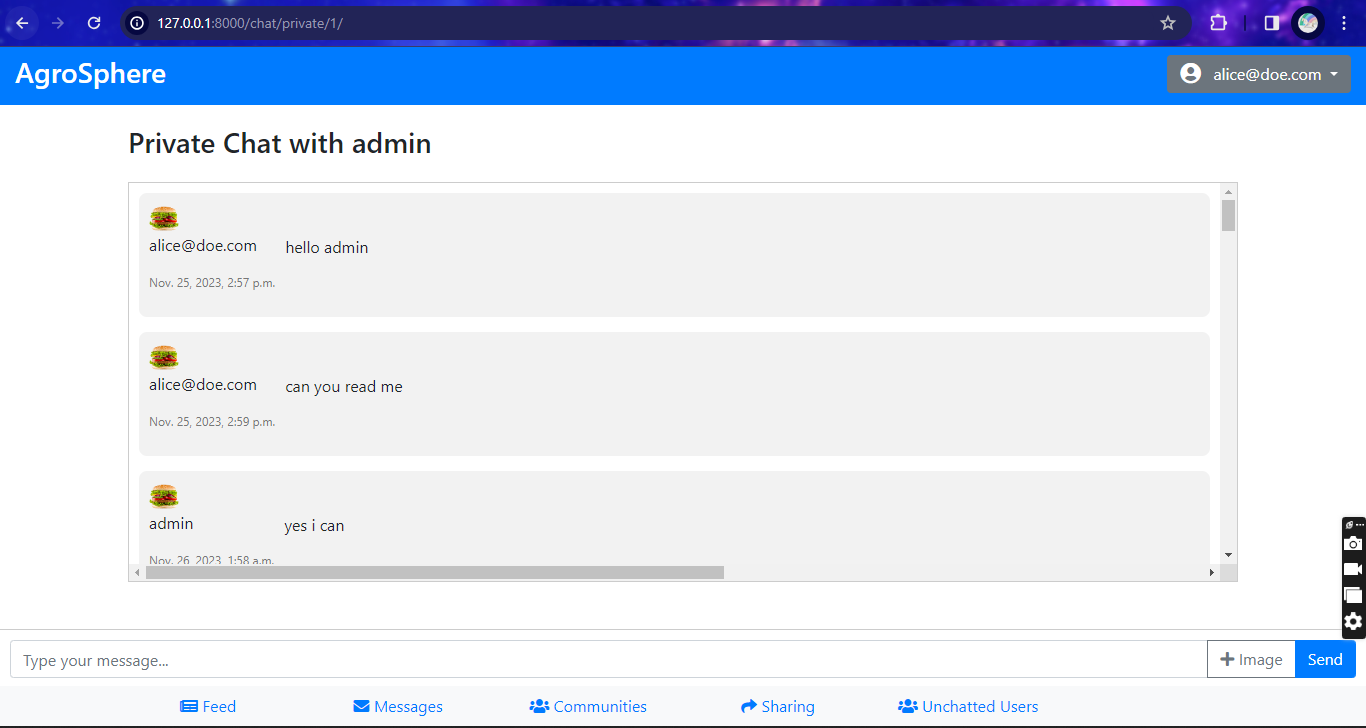 127.0.0.1:8000/chat/private/1/
AgroSphere
alice@doe.com
Private Chat with admin
alice@doe.com
hello admin
Nov. 25, 2023, 2:57 p.m.
alice@doe.com
can you read me
Nov. 25, 2023, 2:59 p.m.
admin
yes i can
Nov. 26, 2023, 1:58 a.m.
Type your message...
Image
Send
Feed
Messages
Communities
Sharing
Unchatted Users